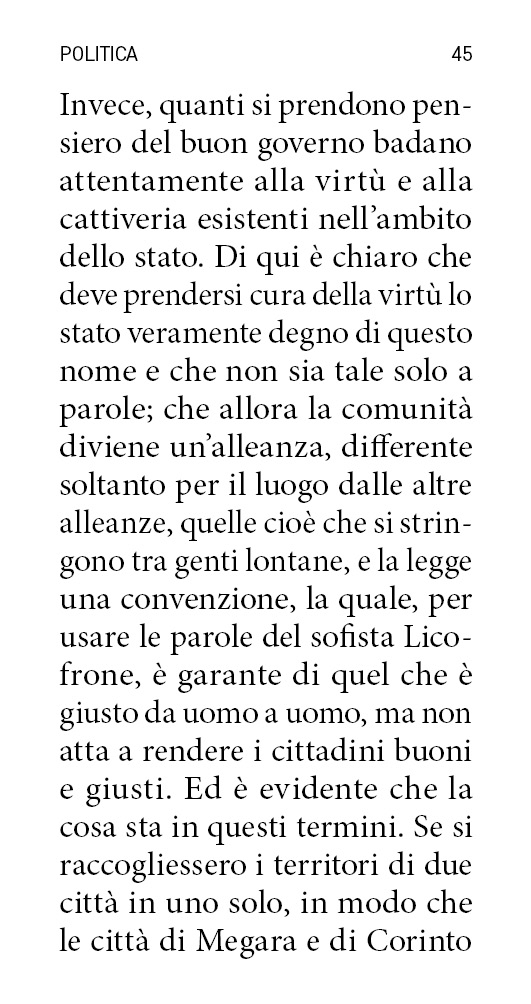 POLITICA 45
Invece, quanti si prendono pen-
siero del buon governo badano
attentamente alla virtù e alla
cattiveria esistenti nell’ambito
dello stato. Di qui è chiaro che
deve prendersi cura della virtù lo
stato veramente degno di questo
nome e che non sia tale solo a
parole; che allora la comunità
diviene un’alleanza, differente
soltanto per il luogo dalle altre
alleanze, quelle cioè che si strin-
gono tra genti lontane, e la legge
una convenzione, la quale, per
usare le parole del sofista Lico-
frone, è garante di quel che è
giusto da uomo a uomo, ma non
atta a rendere i cittadini buoni
e giusti. Ed è evidente che la
cosa sta in questi termini. Se si
raccogliessero i territori di due
città in uno solo, in modo che
le città di Megara e di Corinto